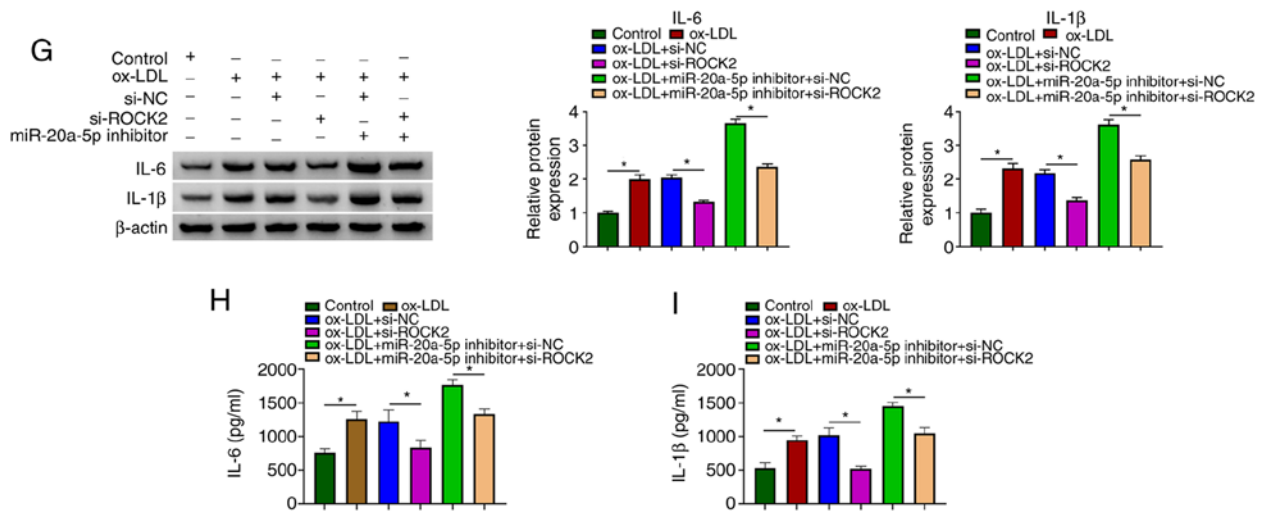 G
Control + – – – – –
ox-LDL – + + + + +
si-NC – – + – + –
si-ROCK2 – – – + – +
miR-20a-5p inhibitor – – – – + +
IL-6
IL-1β
β-actin
IL-6
Control ox-LDL
ox-LDL+si-NC
ox-LDL+si-ROCK2
ox-LDL+miR-20a-5p inhibitor+si-NC
ox-LDL+miR-20a-5p inhibitor+si-ROCK2
Relative protein
expression
4
3
2
1
0
* * *
IL-1β
Control ox-LDL
ox-LDL+si-NC
ox-LDL+si-ROCK2
ox-LDL+miR-20a-5p inhibitor+si-NC
ox-LDL+miR-20a-5p inhibitor+si-ROCK2
Relative protein
expression
4
3
2
1
0
* * *
H
Control ox-LDL
ox-LDL+si-NC
ox-LDL+si-ROCK2
ox-LDL+miR-20a-5p inhibitor+si-NC
ox-LDL+miR-20a-5p inhibitor+si-ROCK2
IL-6 (pg/ml)
2000
1500
1000
500
0
* * *
I
Control ox-LDL
ox-LDL+si-NC
ox-LDL+si-ROCK2
ox-LDL+miR-20a-5p inhibitor+si-NC
ox-LDL+miR-20a-5p inhibitor+si-ROCK2
IL-1β (pg/ml)
2000
1500
1000
500
0
* * *